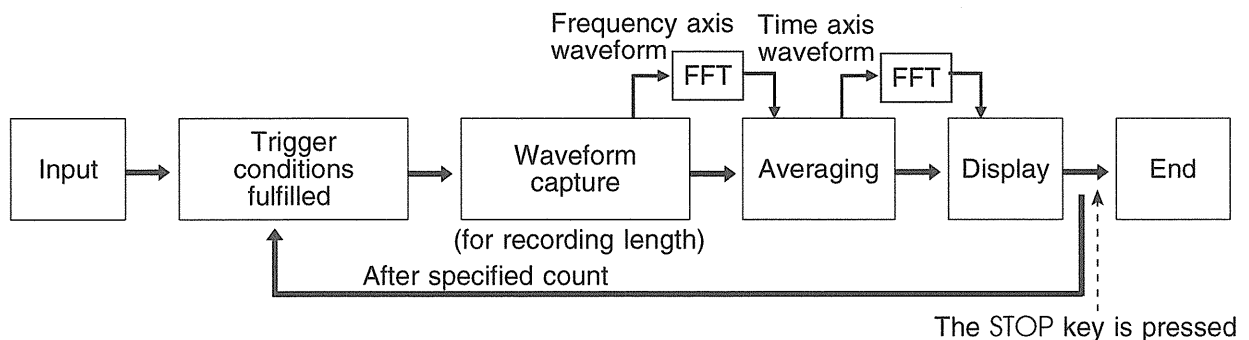 Frequency axis
waveform
FFT
Time axis
waveform
FFT
Input
Trigger
conditions
fulfilled
Waveform
capture
Averaging
Display
End
(for recording length)
After specified count
The STOP key is pressed